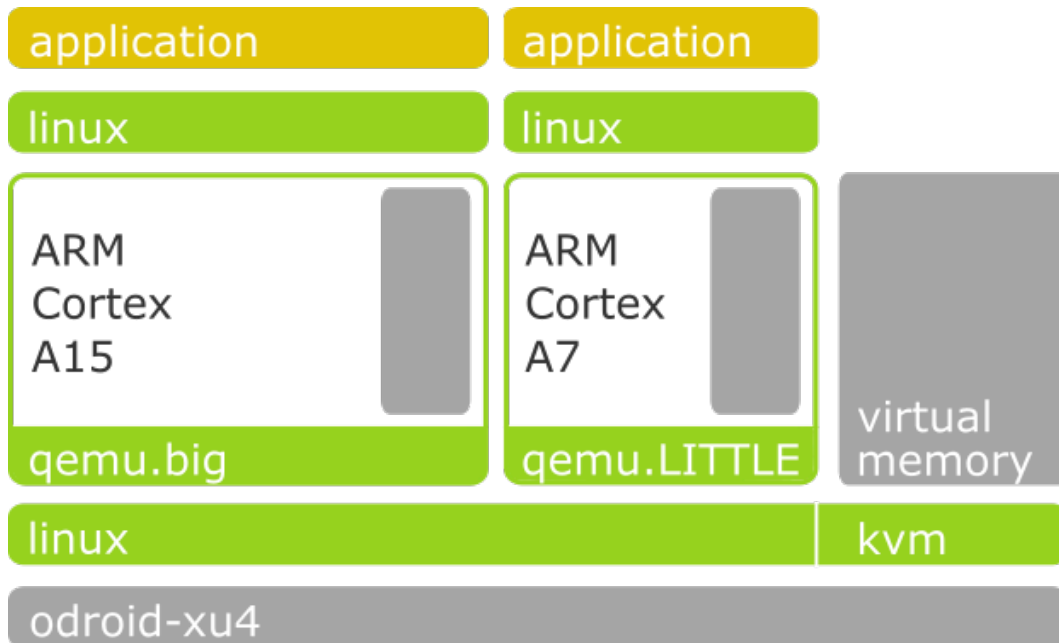 application
application
linux
linux
ARM
Cortex
A15
ARM
Cortex
A7
virtual
memory
qemu.big
qemu.LITTLE
linux
kvm
odroid-xu4